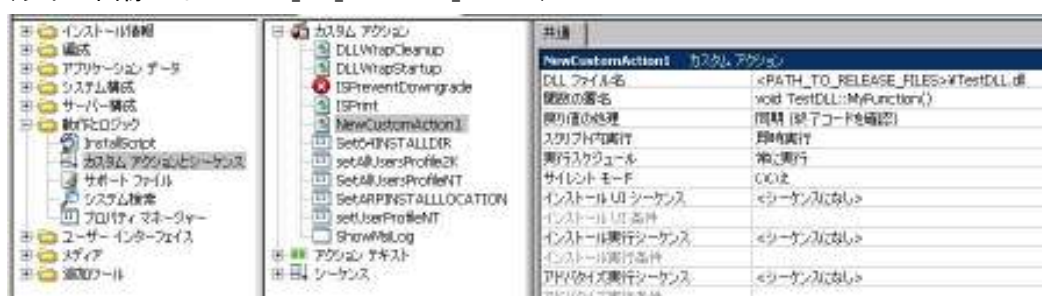 インストール情報
編成
アプリケーション データ
システム構成
サーバー構成
動作とロジック
InstallScript
カスタム アクションとシーケンス
サポート ファイル
システム検索
プロパティ マネージャー
ユーザー インターフェイス
メディア
追加ツール
カスタム アクション
DLLWrapCleanup
DLLWrapStartup
ISPreventDowngrade
ISPrint
NewCustomAction1
Set64INSTALLDIR
setAllUsersProfile2K
SetAllUsersProfileNT
SetARPINSTALLLOCATION
setUserProfileNT
ShowMsiLog
アクション テキスト
シーケンス
共通
NewCustomAction1 カスタム アクション
DLL ファイル名 <PATH_TO_RELEASE_FILES>¥TestDLL.dll
関数の署名 void TestDLL::MyFunction()
戻り値の処理 同期 (終了コードを確認)
スクリプト内実行 即時実行
実行スケジュール 常に実行
サイレント モード いいえ
インストール UI シーケンス <シーケンスになし>
インストール UI 条件
インストール実行シーケンス <シーケンスになし>
インストール実行条件
アドバタイズ実行シーケンス <シーケンスになし>